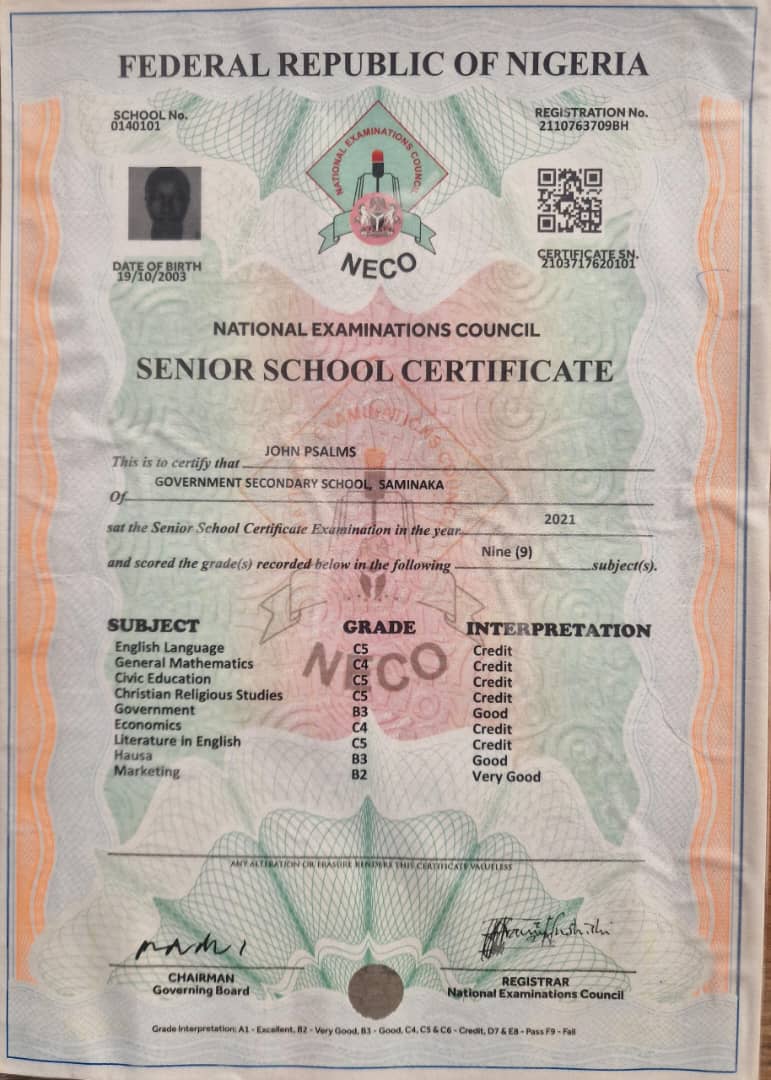 FEDERAL REPUBLIC OF NIGERIA
SCHOOL No.
0140101
REGISTRATION No.
2110763709BH
NATIONAL EXAMINATIONS COUNCIL
NECO
DATE OF BIRTH
19/10/2003
CERTIFICATE SN.
2103717620101
NATIONAL EXAMINATIONS COUNCIL
SENIOR SCHOOL CERTIFICATE
This is to certify that JOHN PSALMS
Of GOVERNMENT SECONDARY SCHOOL, SAMINAKA
sat the Senior School Certificate Examination in the year 2021
and scored the grade(s) recorded below in the following Nine (9) subject(s).
SUBJECT GRADE INTERPRETATION
English Language C5 Credit
General Mathematics C4 Credit
Civic Education C5 Credit
Christian Religious Studies C5 Credit
Government B3 Good
Economics C4 Credit
Literature in English C5 Credit
Hausa B3 Good
Marketing B2 Very Good
NECO
ANY ALTERATION OR ERASURE RENDERS THIS CERTIFICATE VALUELESS
CHAIRMAN
Governing Board
REGISTRAR
National Examinations Council
Grade Interpretation: A1 - Excellent, B2 - Very Good, B3 - Good, C4, C5 & C6 - Credit, D7 & E8 - Pass F9 - Fail